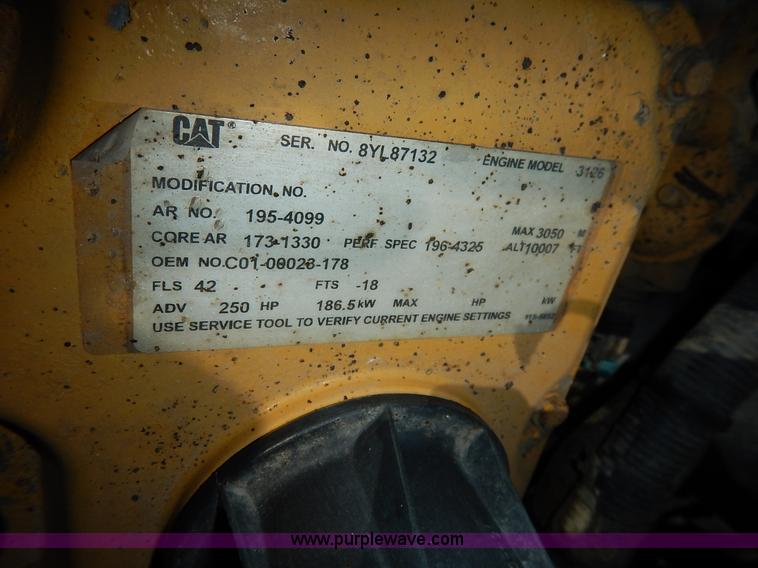 CAT® SER. NO. 8YL87132 ENGINE MODEL 3126
MODIFICATION NO.
AR NO. 195-4099
CORE AR 173-1330 PERF SPEC 196-4325 MAX 3050 M
ALT 10007 FT
OEM NO. C01-00023-178
FLS 42 FTS -18
ADV 250 HP 186.5 kW MAX HP kW
USE SERVICE TOOL TO VERIFY CURRENT ENGINE SETTINGS
www.purplewave.com